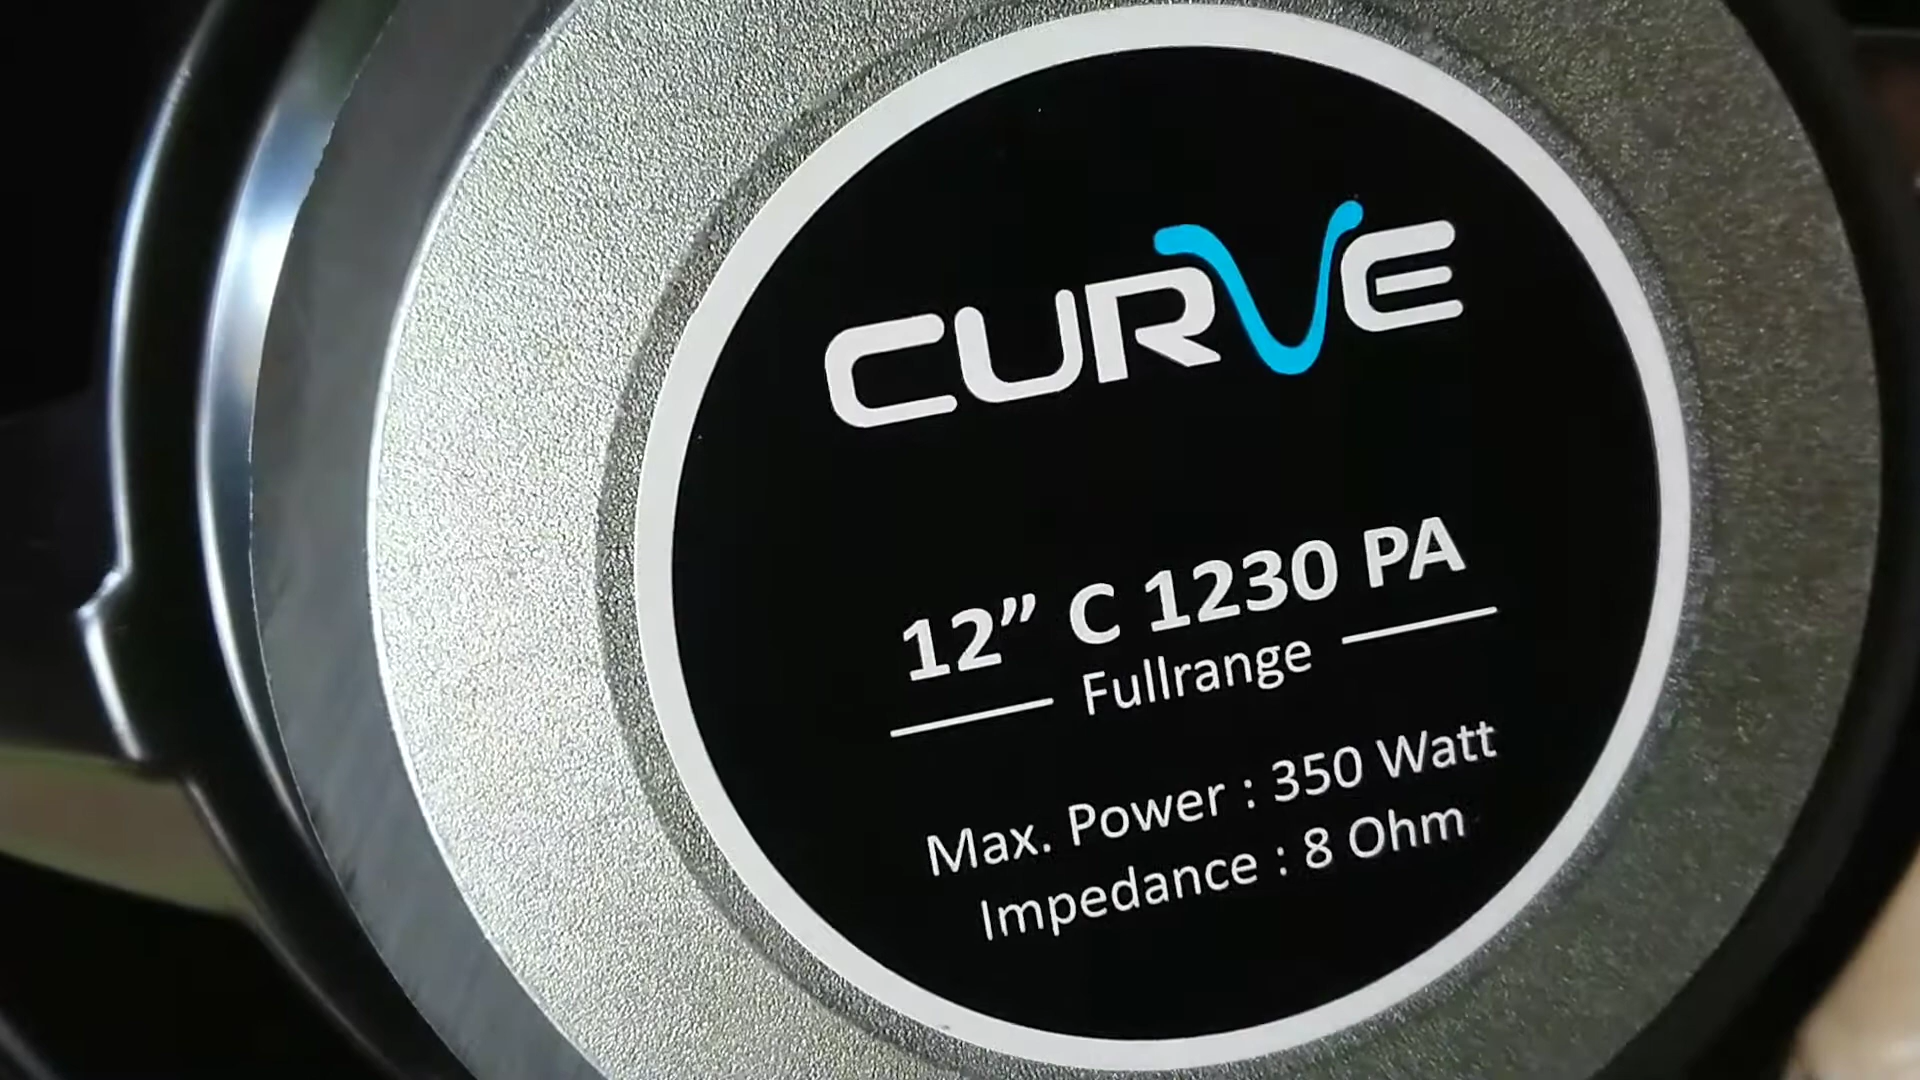 CURVE
12” C 1230 PA
Fullrange
Max. Power : 350 Watt
Impedance : 8 Ohm